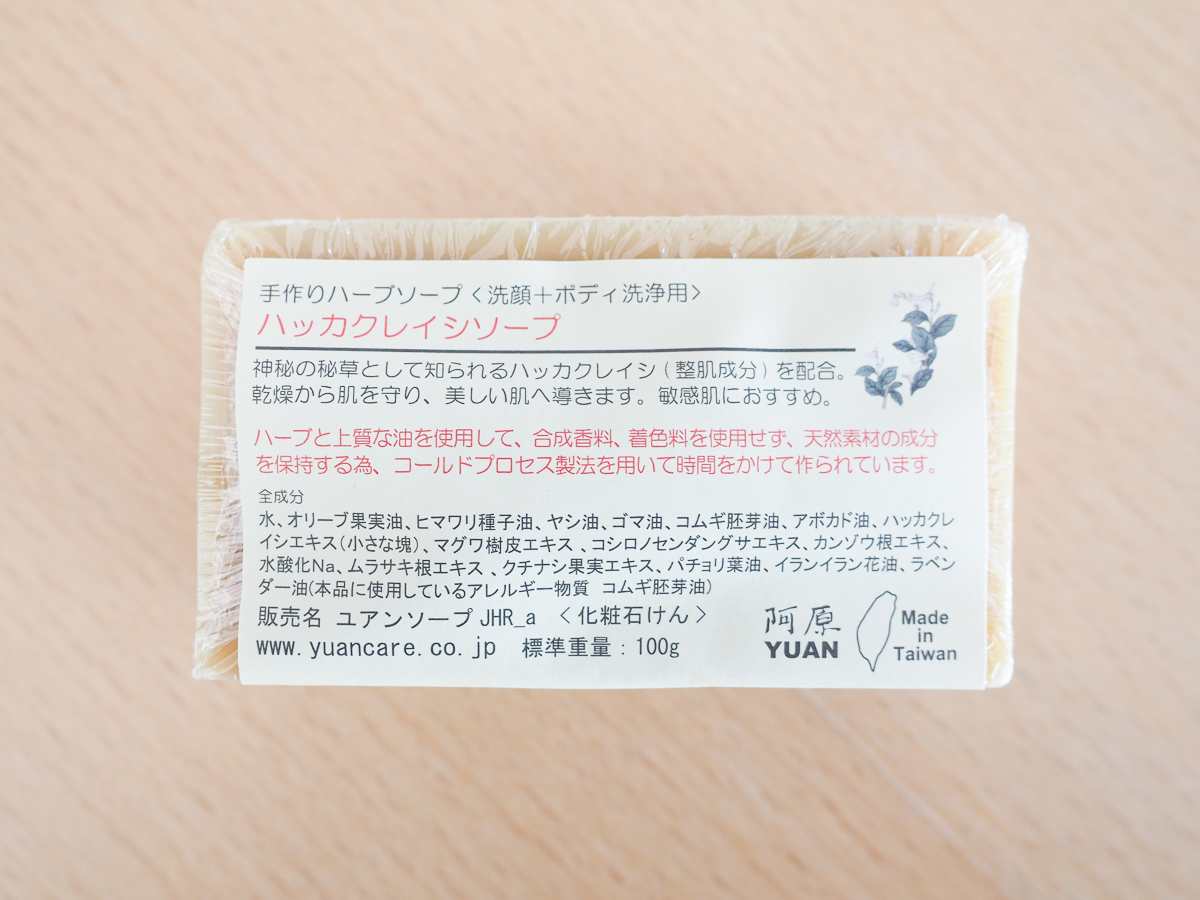 手作りハーブソープ〈洗顔＋ボディ洗浄用〉
ハッカクレイシソープ
神秘の秘草として知られるハッカクレイシ(整肌成分)を配合。
乾燥から肌を守り、美しい肌へ導きます。敏感肌におすすめ。
ハーブと上質な油を使用して、合成香料、着色料を使用せず、天然素材の成分
を保持する為、コールドプロセス製法を用いて時間をかけて作られています。
全成分
水、オリーブ果実油、ヒマワリ種子油、ヤシ油、ゴマ油、コムギ胚芽油、アボカド油、ハッカクレ
イシエキス(小さな塊)、マグワ樹皮エキス、コシロノセンダングサエキス、カンゾウ根エキス、
水酸化Na、ムラサキ根エキス、クチナシ果実エキス、パチョリ葉油、イランイラン花油、ラベン
ダー油(本品に使用しているアレルギー物質 コムギ胚芽油)
販売名 ユアンソープJHR_a 〈化粧石けん〉
www.yuancare.co.jp 標準重量：100g
阿原
YUAN
Made
in
Taiwan